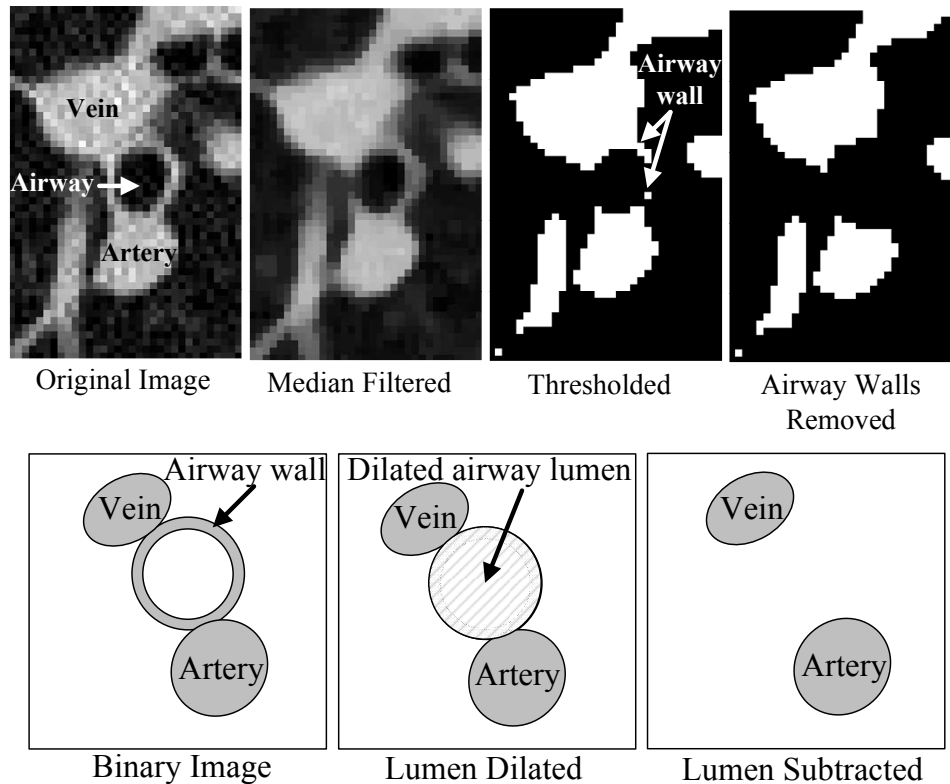 Vein
Airway
Artery
Airway
wall
Original Image
Median Filtered
Thresholded
Airway Walls
Removed
Airway wall
Vein
Artery
Dilated airway lumen
Vein
Artery
Vein
Artery
Binary Image
Lumen Dilated
Lumen Subtracted